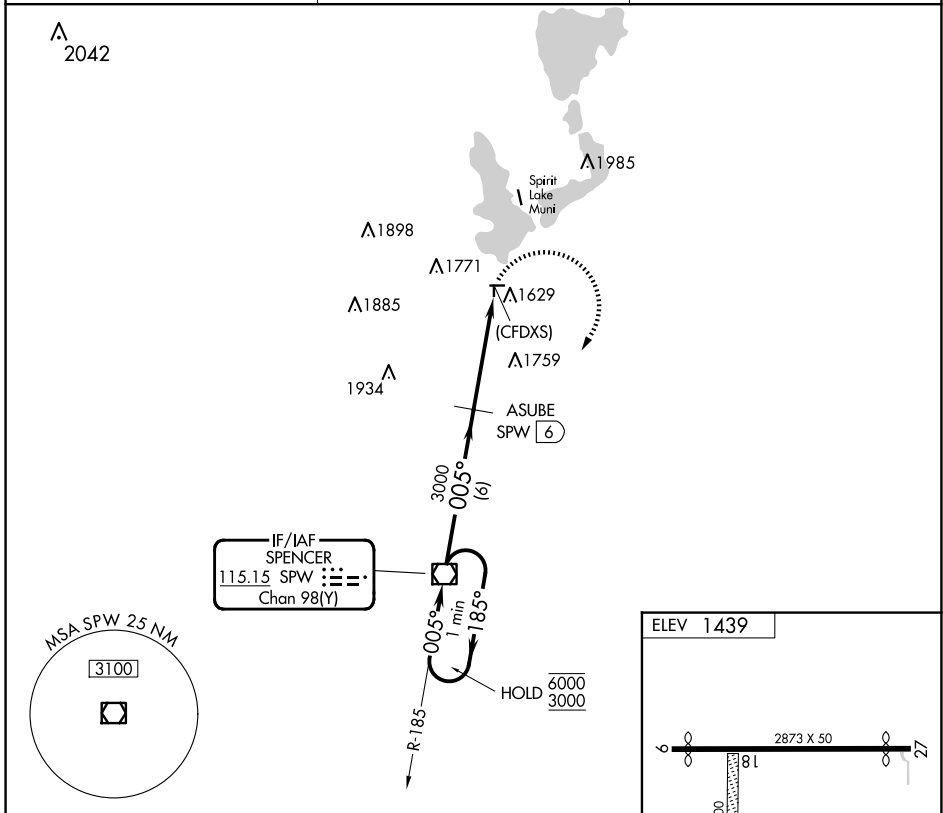 2042
1985
Spirit
Lake
Muni
1898
1771
1885
1629
(CFDXS)
1759
1934
ASUBE
SPW 6
3000
005°
(6)
IF/IAF
SPENCER
115.15 SPW
Chan 98(Y)
005°
1 min
185°
HOLD 6000
3000
R-185
MSA SPW 25 NM
3100
ELEV 1439
9
2873 X 50
27
18